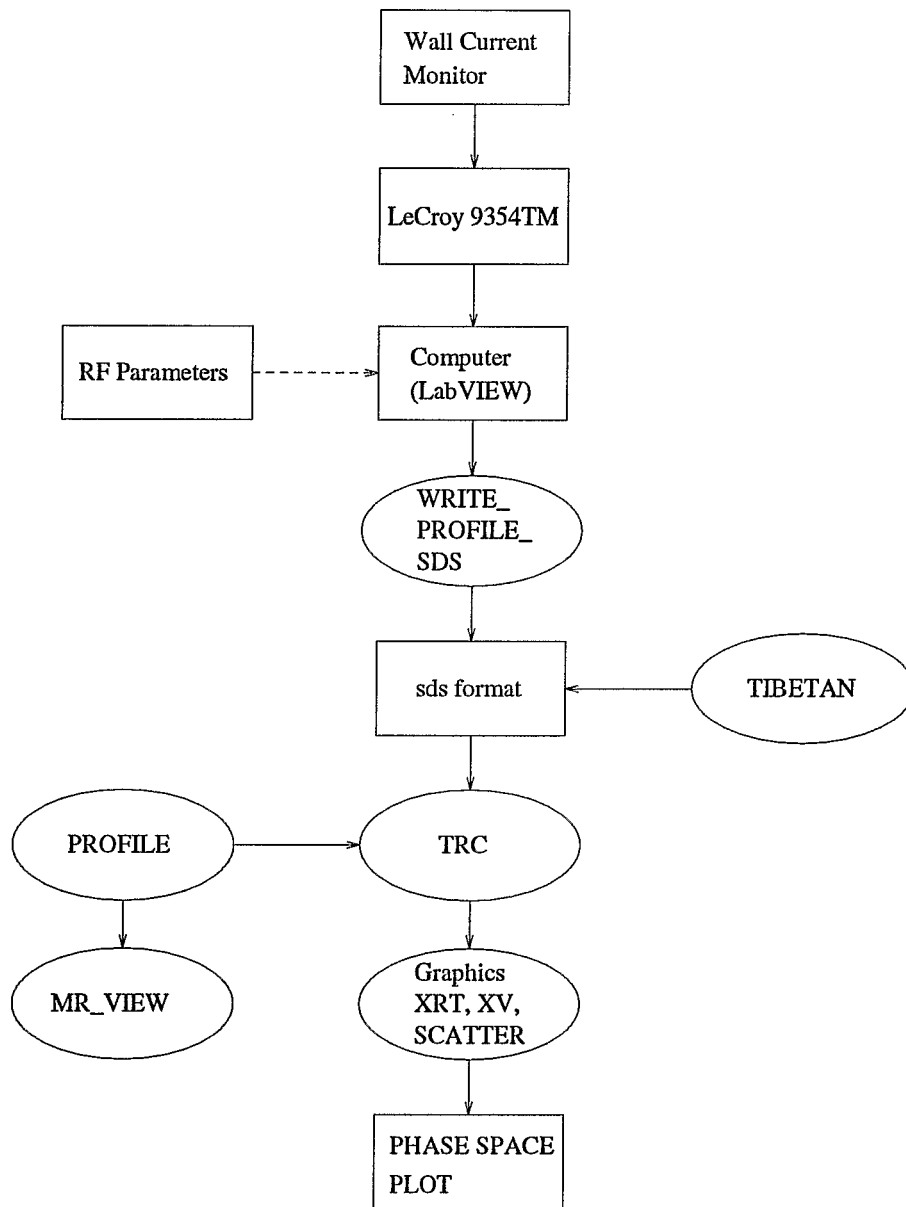 Wall Current
Monitor
LeCroy 9354TM
RF Parameters
Computer
(LabVIEW)
WRITE_
PROFILE_
SDS
sds format
TIBETAN
PROFILE
TRC
MR_VIEW
Graphics
XRT, XV,
SCATTER
PHASE SPACE
PLOT